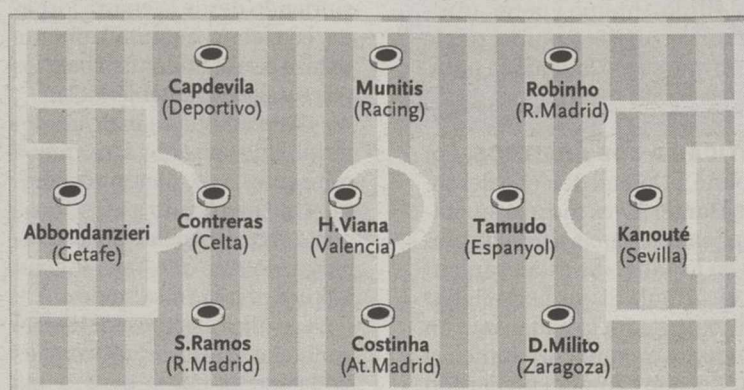 Capdevila
(Deportivo)
Munitis
(Racing)
Robinho
(R.Madrid)
Abbondanzieri
(Getafe)
Contreras
(Celta)
H.Viana
(Valencia)
Tamudo
(Espanyol)
Kanouté
(Sevilla)
S.Ramos
(R.Madrid)
Costinha
(At.Madrid)
D.Milito
(Zaragoza)